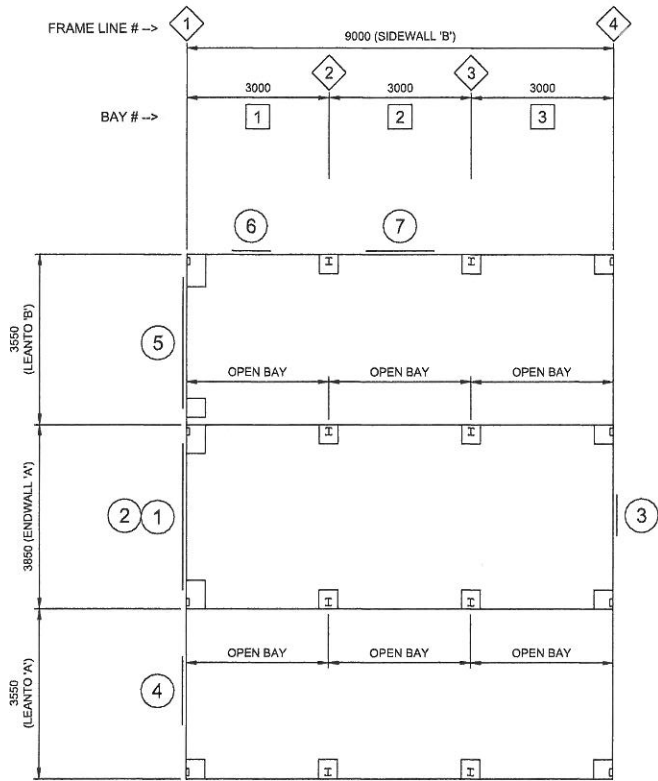 FRAME LINE # -->
1
4
9000 (SIDEWALL 'B')
2
3
3000
3000
3000
BAY # -->
1
2
3
6
7
3550
(LEANTO 'B')
5
OPEN BAY
OPEN BAY
OPEN BAY
3850 (ENDWALL 'A')
2
1
3
3550
(LEANTO 'A')
OPEN BAY
OPEN BAY
OPEN BAY
4